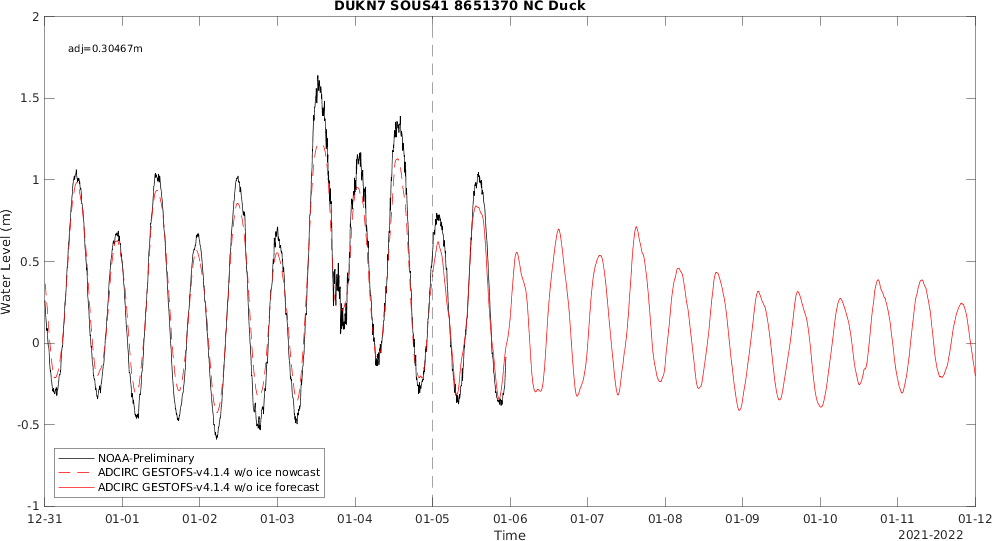 DUKN7 SOUS41 8651370 NC Duck
adj=0.30467m
2
1.5
1
0.5
0
-0.5
-1
Water Level (m)
NOAA-Preliminary
ADCIRC GESTOFS-v4.1.4 w/o ice nowcast
ADCIRC GESTOFS-v4.1.4 w/o ice forecast
12-31 01-01 01-02 01-03 01-04 01-05 01-06 01-07 01-08 01-09 01-10 01-11 01-12
Time
2021-2022